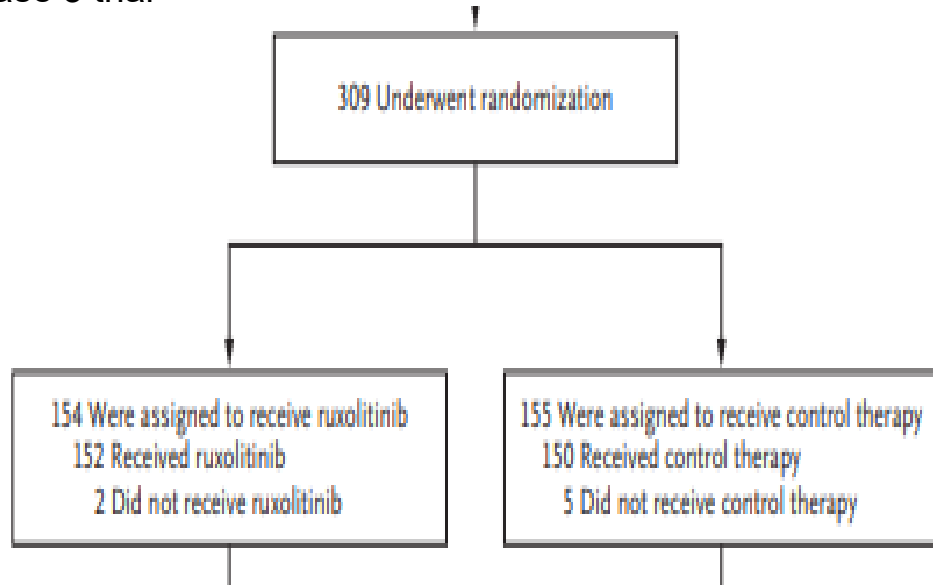 309 Underwent randomization
154 Were assigned to receive ruxolitinib
152 Received ruxolitinib
2 Did not receive ruxolitinib
155 Were assigned to receive control therapy
150 Received control therapy
5 Did not receive control therapy